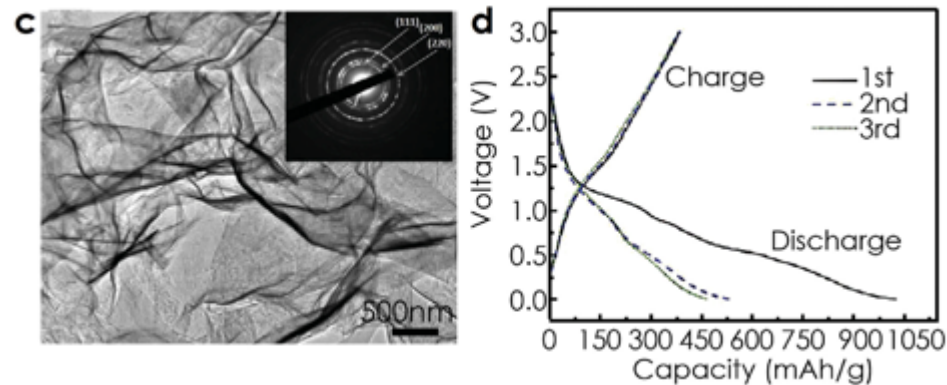 c
(111)
(200)
(220)
500nm
d
3.0
2.5
2.0
1.5
1.0
0.5
0.0
Voltage (V)
Charge
1st
2nd
3rd
Discharge
0 150 300 450 600 750 900 1050
Capacity (mAh/g)